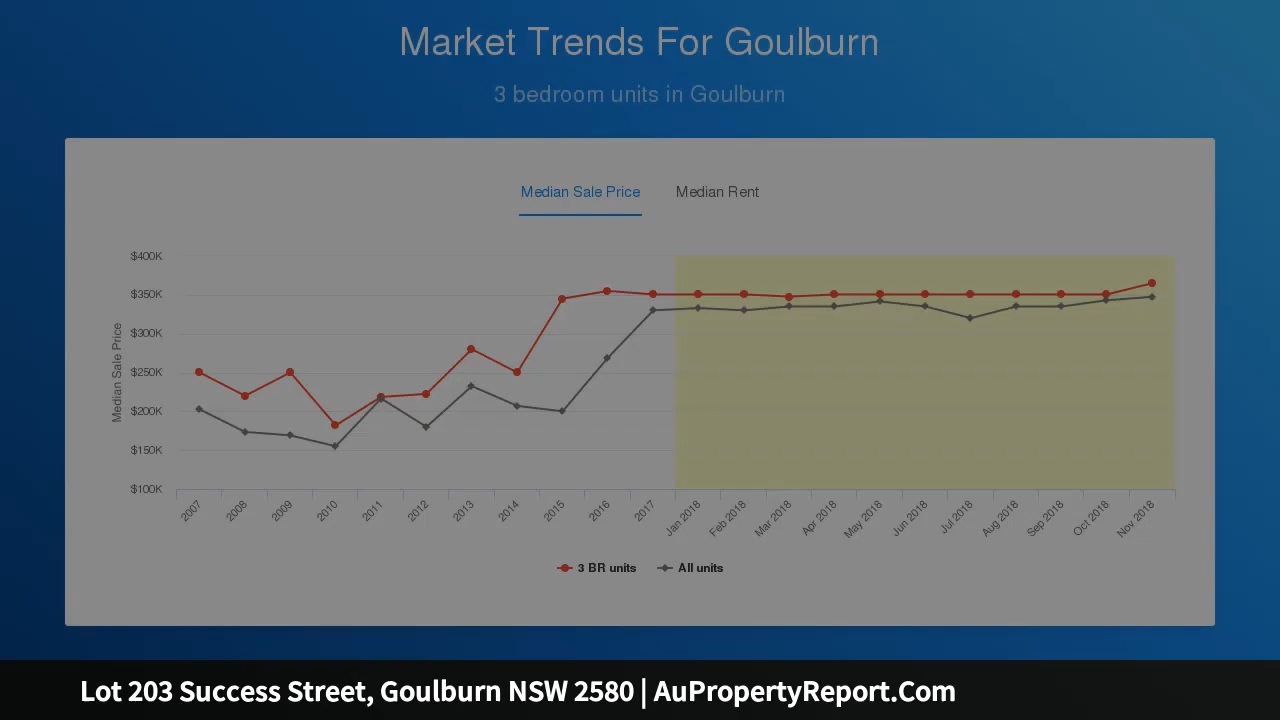 Market Trends For Goulburn
3 bedroom units in Goulburn
Median Sale Price Median Rent
$400K
$350K
$300K
$250K
$200K
$150K
$100K
Median Sale Price
2007 2008 2009 2010 2011 2012 2013 2014 2015 2016 2017 Jan 2018 Feb 2018 Mar 2018 Apr 2018 May 2018 Jun 2018 Jul 2018 Aug 2018 Sep 2018 Oct 2018 Nov 2018
3 BR units All units
Lot 203 Success Street, Goulburn NSW 2580 | AuPropertyReport.Com